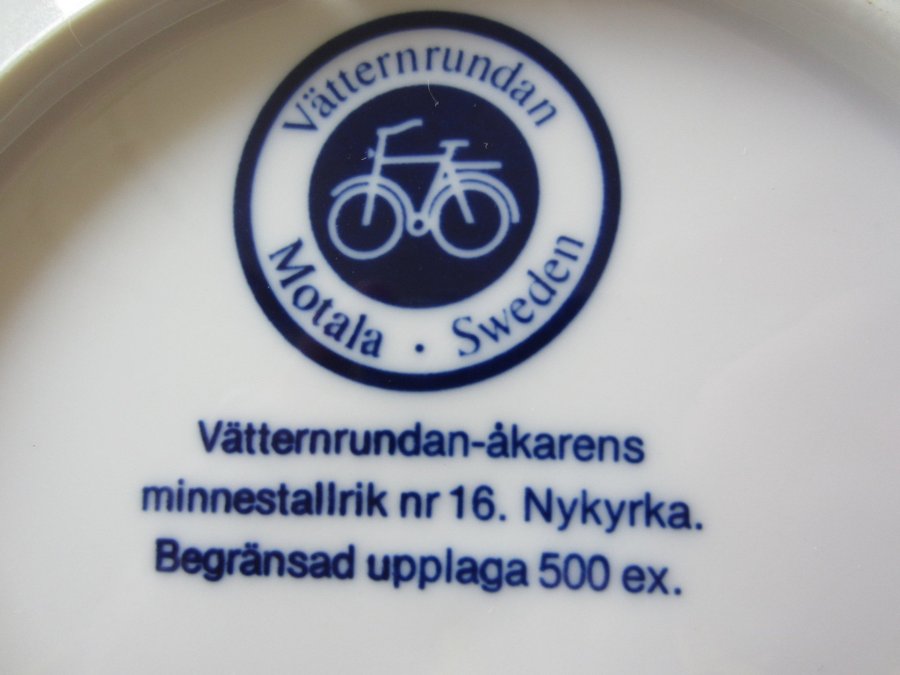 Vätternrundan
Motala · Sweden
Vätternrundan-åkarens
minnestallrik nr 16. Nykyrka.
Begränsad upplaga 500 ex.